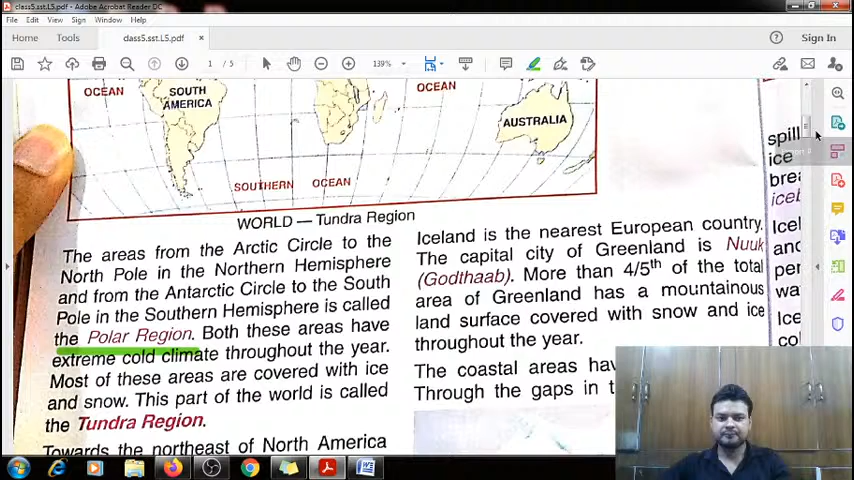 class5.sst.L5.pdf - Adobe Acrobat Reader DC
File Edit View Sign Window Help
Home Tools class5.sst.L5.pdf × Sign In
1 / 5 139%
OCEAN
SOUTH
AMERICA
OCEAN
AUSTRALIA
SOUTHERN OCEAN
WORLD — Tundra Region
The areas from the Arctic Circle to the
North Pole in the Northern Hemisphere
and from the Antarctic Circle to the South
Pole in the Southern Hemisphere is called
the Polar Region. Both these areas have
extreme cold climate throughout the year.
Most of these areas are covered with ice
and snow. This part of the world is called
the Tundra Region.
Towards the northeast of North America
Iceland is the nearest European country.
The capital city of Greenland is Nuuk
(Godthaab). More than 4/5th of the total
area of Greenland has a mountainous
land surface covered with snow and ice
throughout the year.
The coastal areas hav
Through the gaps in t
spill
ice
brea
iceb
Icel
and
per
wa
Ice
co